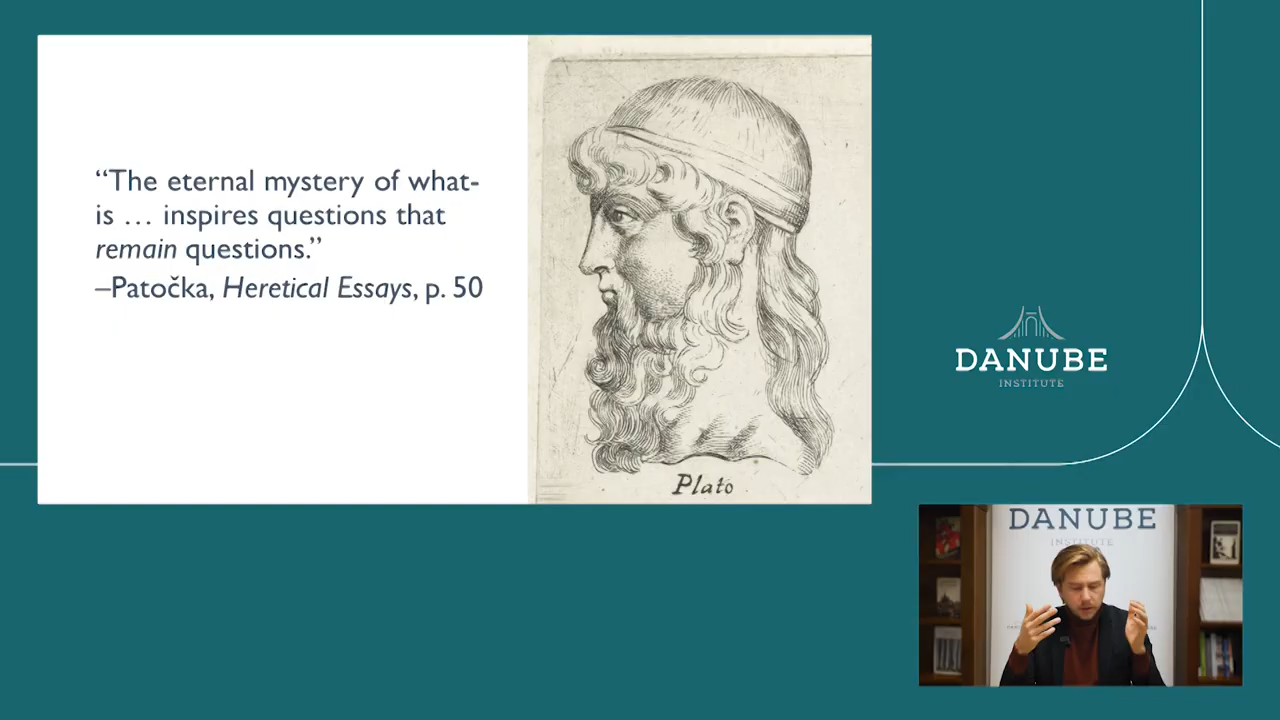 “The eternal mystery of what-
is … inspires questions that
remain questions.”
–Patočka, Heretical Essays, p. 50
Plato
DANUBE
INSTITUTE
DANUBE
INSTITUTE